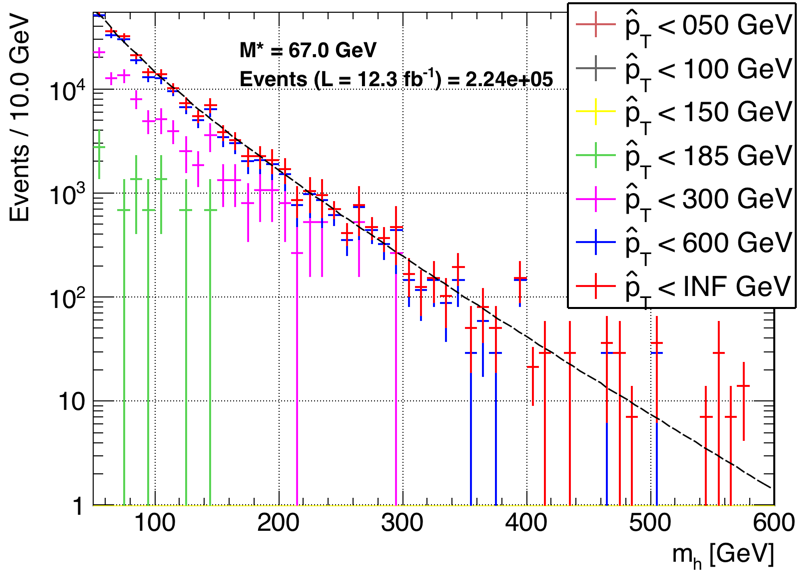 p̂T < 050 GeV
p̂T < 100 GeV
p̂T < 150 GeV
p̂T < 185 GeV
p̂T < 300 GeV
p̂T < 600 GeV
p̂T < INF GeV
M* = 67.0 GeV
Events (L = 12.3 fb⁻¹) = 2.24e+05
Events / 10.0 GeV
10⁴
10³
10²
10
1
100 200 300 400 500 600
mh [GeV]